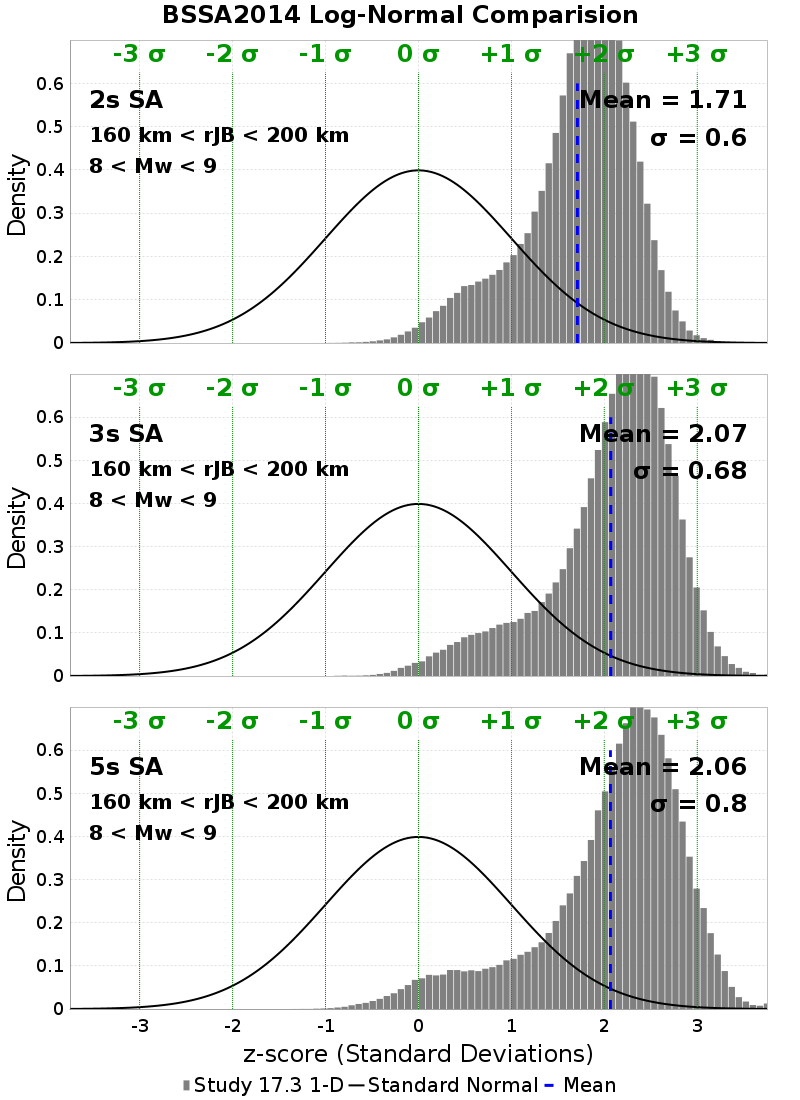 BSSA2014 Log-Normal Comparision
-3 σ -2 σ -1 σ 0 σ +1 σ +2 σ +3 σ
0.6
2s SA Mean = 1.71
0.5
160 km < rJB < 200 km σ = 0.6
0.4
8 < Mw < 9
Density
0.3
0.2
0.1
0
-3 σ -2 σ -1 σ 0 σ +1 σ +2 σ +3 σ
0.6
3s SA Mean = 2.07
0.5
160 km < rJB < 200 km σ = 0.68
0.4
8 < Mw < 9
Density
0.3
0.2
0.1
0
-3 σ -2 σ -1 σ 0 σ +1 σ +2 σ +3 σ
0.6
5s SA Mean = 2.06
0.5
160 km < rJB < 200 km σ = 0.8
0.4
8 < Mw < 9
Density
0.3
0.2
0.1
0
-3 -2 -1 0 1 2 3
z-score (Standard Deviations)
Study 17.3 1-D Standard Normal Mean